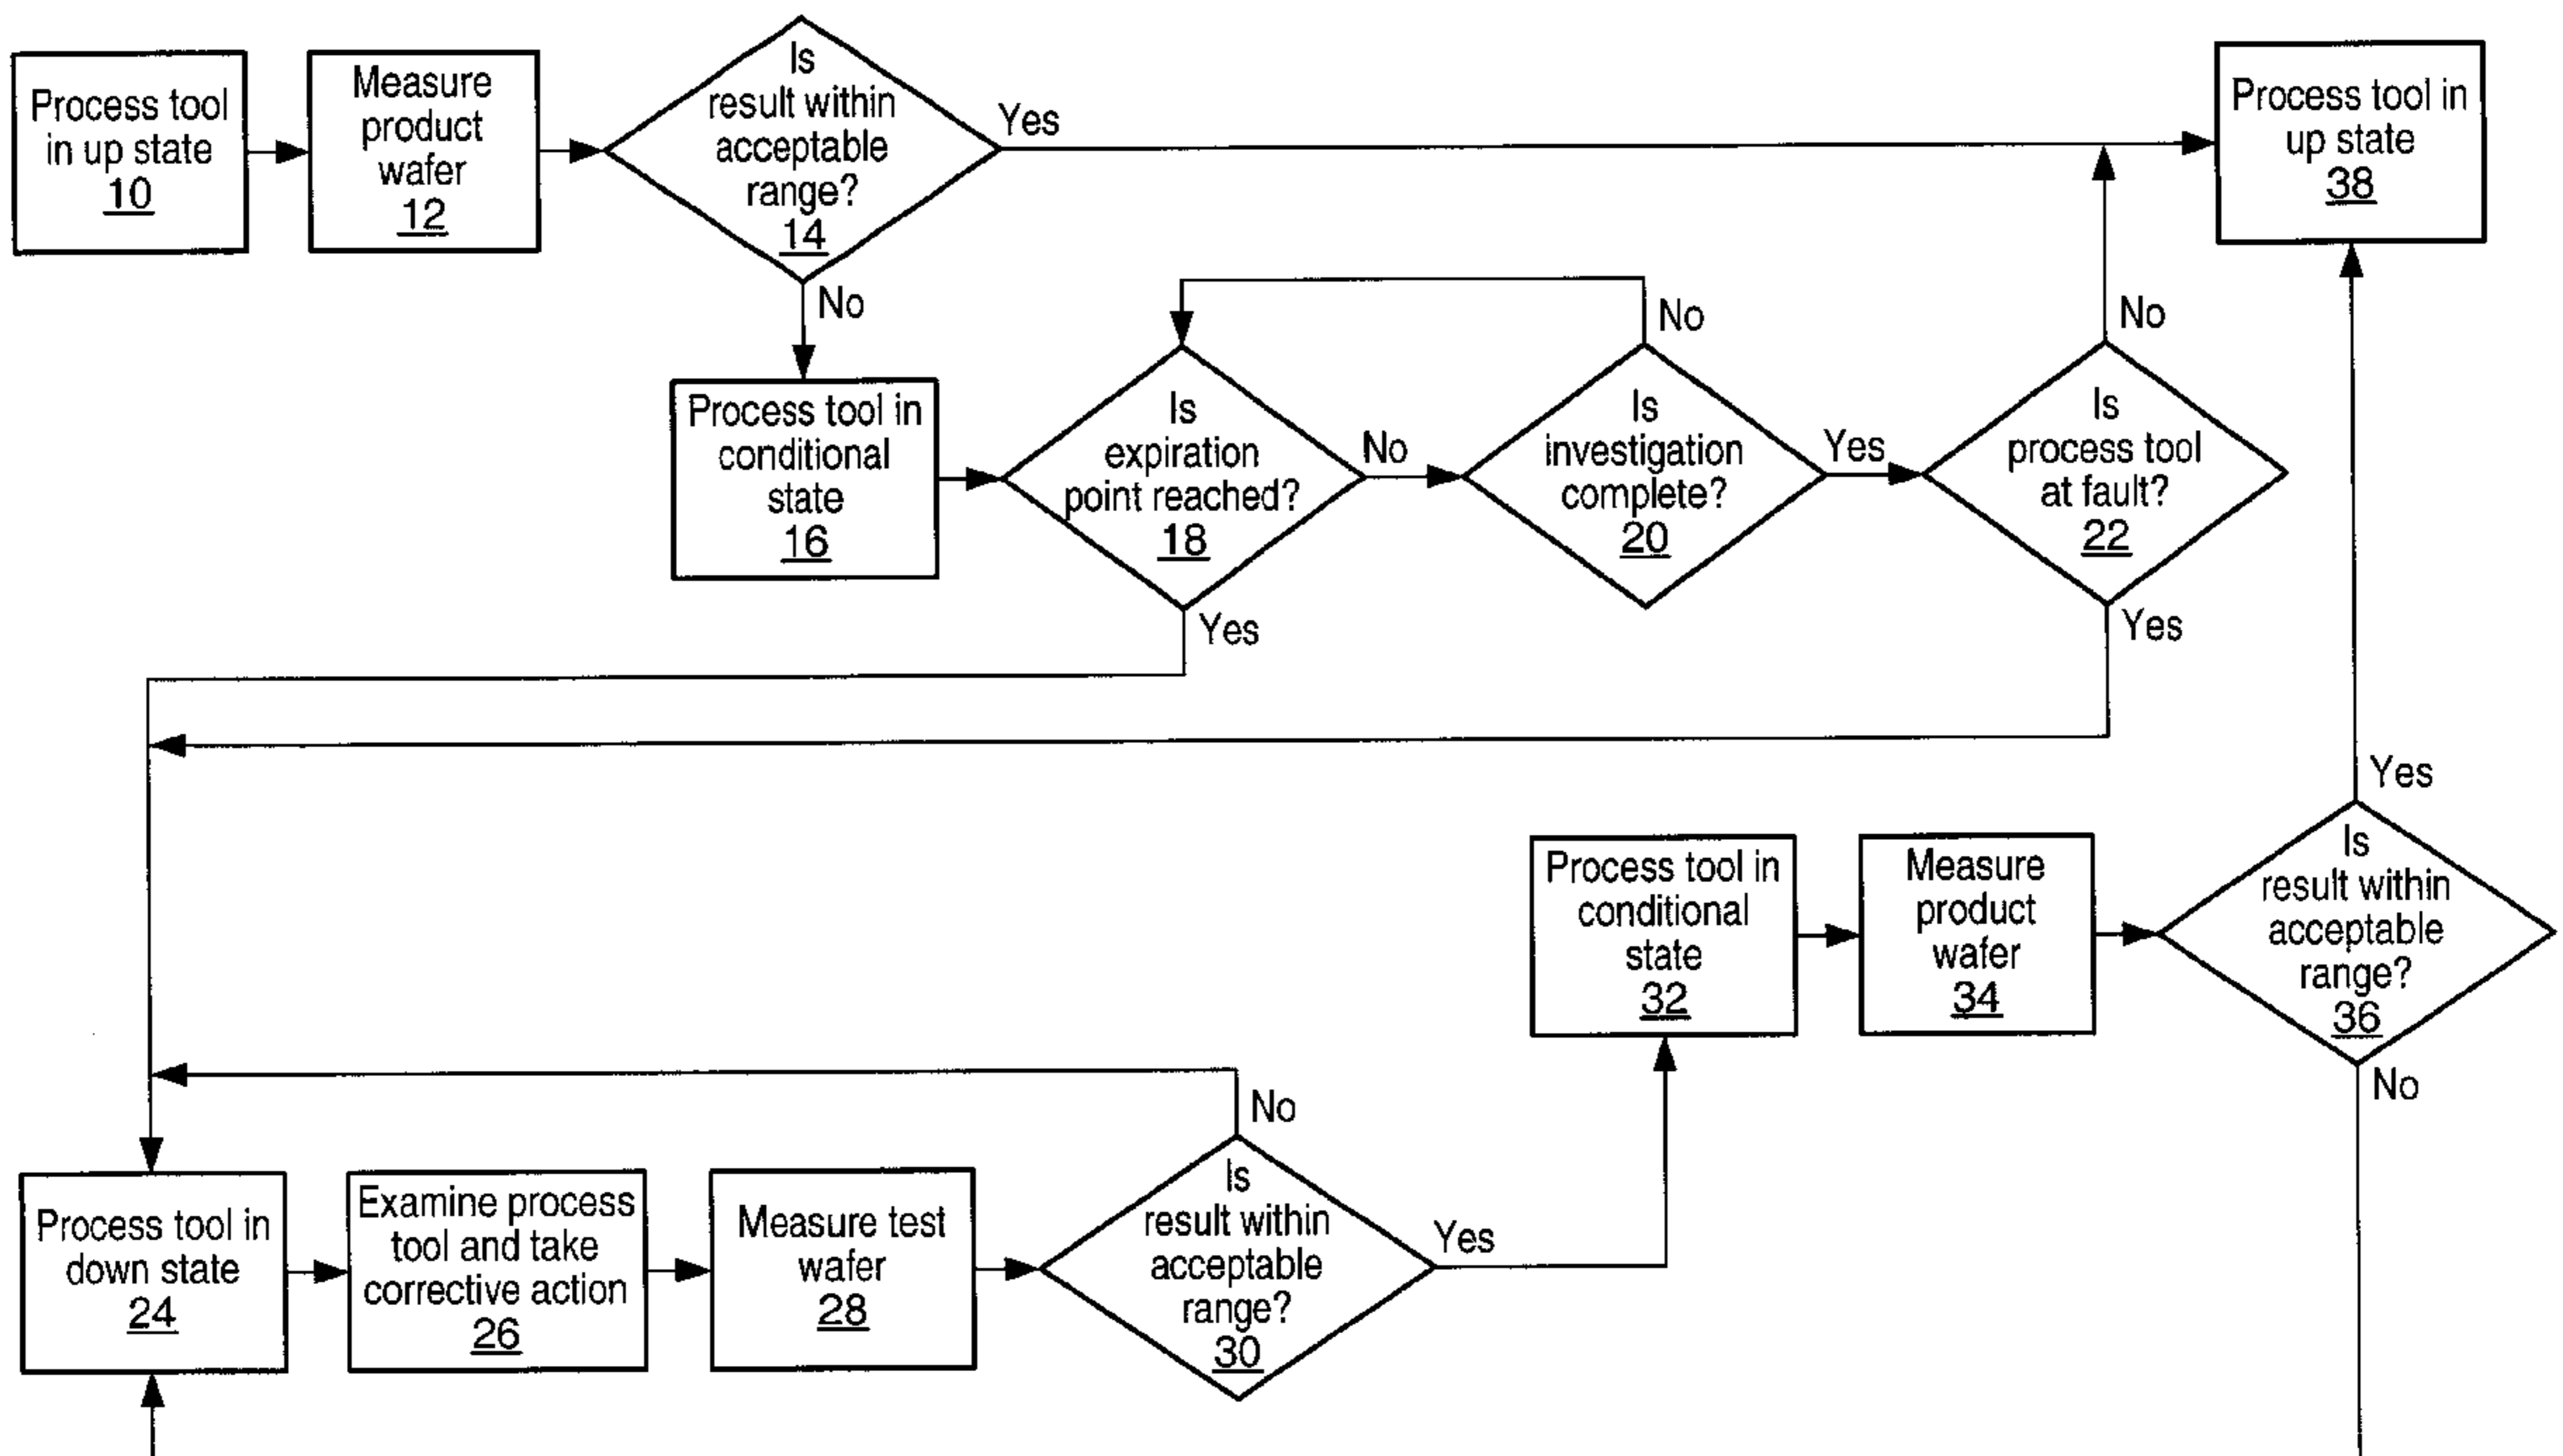 Process tool
in up state
10
Measure
product
wafer
12
Is
result within
acceptable
range?
14
Yes
No
Process tool in
up state
38
Process tool in
conditional
state
16
Is
expiration
point reached?
18
No
Yes
Is
investigation
complete?
20
No
Yes
Is
process tool
at fault?
22
No
Yes
Process tool in
down state
24
Examine process
tool and take
corrective action
26
Measure test
wafer
28
Is
result within
acceptable
range?
30
No
Yes
Process tool in
conditional
state
32
Measure
product
wafer
34
Is
result within
acceptable
range?
36
Yes
No